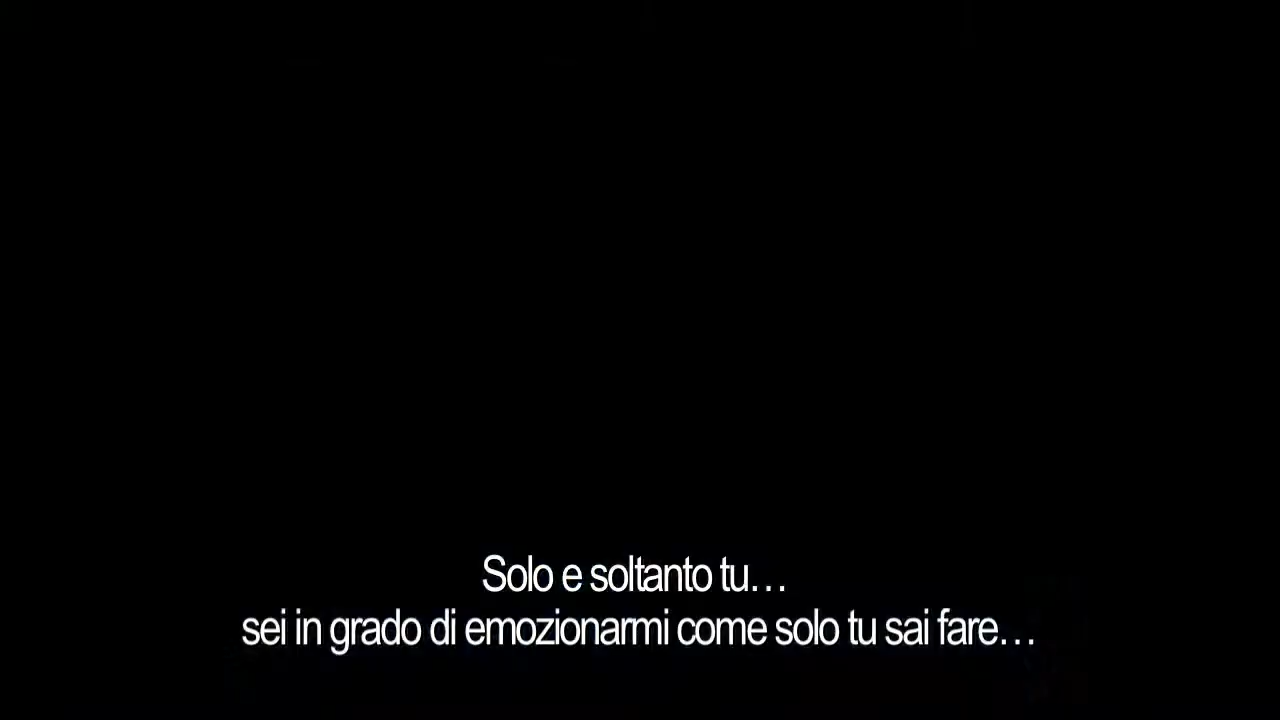 Solo e soltanto tu…
sei in grado di emozionarmi come solo tu sai fare…